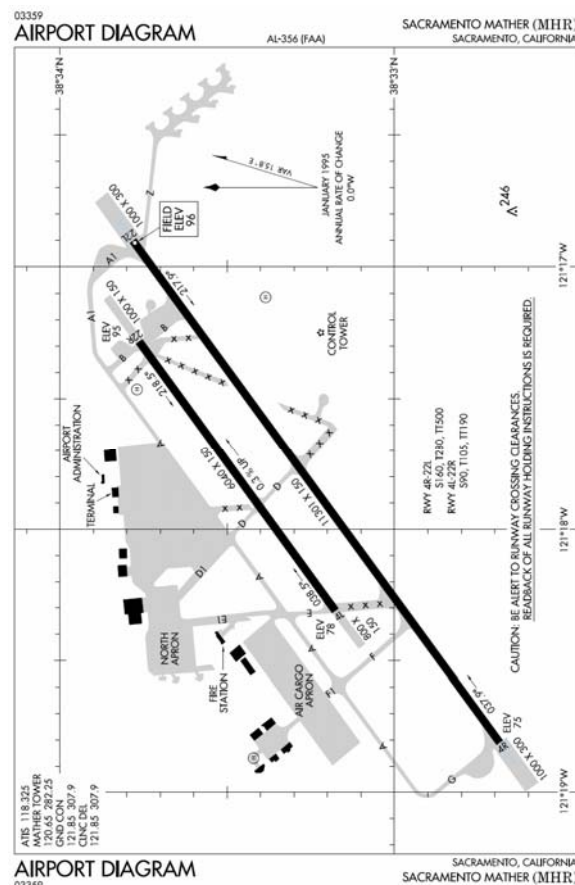 03359
AIRPORT DIAGRAM
AL-356 (FAA)
SACRAMENTO MATHER (MHR)
SACRAMENTO, CALIFORNIA
38°34'N
38°33'N
VAR 15.8°E
JANUARY 1995
ANNUAL RATE OF CHANGE
0.0°W
246
Z
1000 X 300
22L
FIELD
ELEV
96
A1
A1
121°17'W
217.9°
1000 X 150
ELEV
95
22R
B
B
H
H
CONTROL
TOWER
218.5°
AIRPORT
ADMINISTRATION
TERMINAL
A
6040 X 150
0.3% UP
D
11301 X 150
D
D1
RWY 4R-22L
S160, T280, TT500
RWY 4L-22R
S90, T105, TT190
CAUTION: BE ALERT TO RUNWAY CROSSING CLEARANCES.
READBACK OF ALL RUNWAY HOLDING INSTRUCTIONS IS REQUIRED.
121°18'W
A
038.5°
4L
ELEV
78
800 X
150
E
E1
NORTH
APRON
FIRE
STATION
AIR CARGO
APRON
A
F
F1
A
037.9°
4R
ELEV
75
1000 X 300
G
H
121°19'W
ATIS 118.325
MATHER TOWER
120.65 282.25
GND CON
121.85 307.9
CLNC DEL
121.85 307.9
AIRPORT DIAGRAM
03359
SACRAMENTO, CALIFORNIA
SACRAMENTO MATHER (MHR)